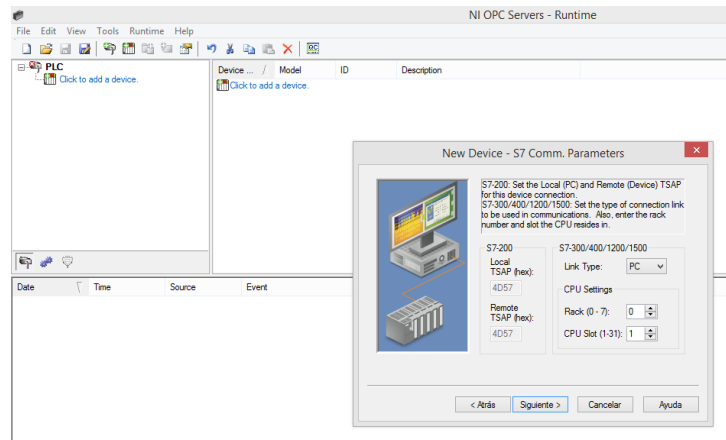 NI OPC Servers - Runtime
File Edit View Tools Runtime Help
PLC
Click to add a device.
Device ... / Model ID Description
Click to add a device.
New Device - S7 Comm. Parameters
S7-200: Set the Local (PC) and Remote (Device) TSAP
for this device connection.
S7-300/400/1200/1500: Set the type of connection link
to be used in communications. Also, enter the rack
number and slot the CPU resides in.
S7-200
Local
TSAP (hex):
4D57
Remote
TSAP (hex):
4D57
S7-300/400/1200/1500
Link Type: PC
CPU Settings
Rack (0 - 7): 0
CPU Slot (1-31): 1
< Atrás Siguiente > Cancelar Ayuda
Date Time Source Event